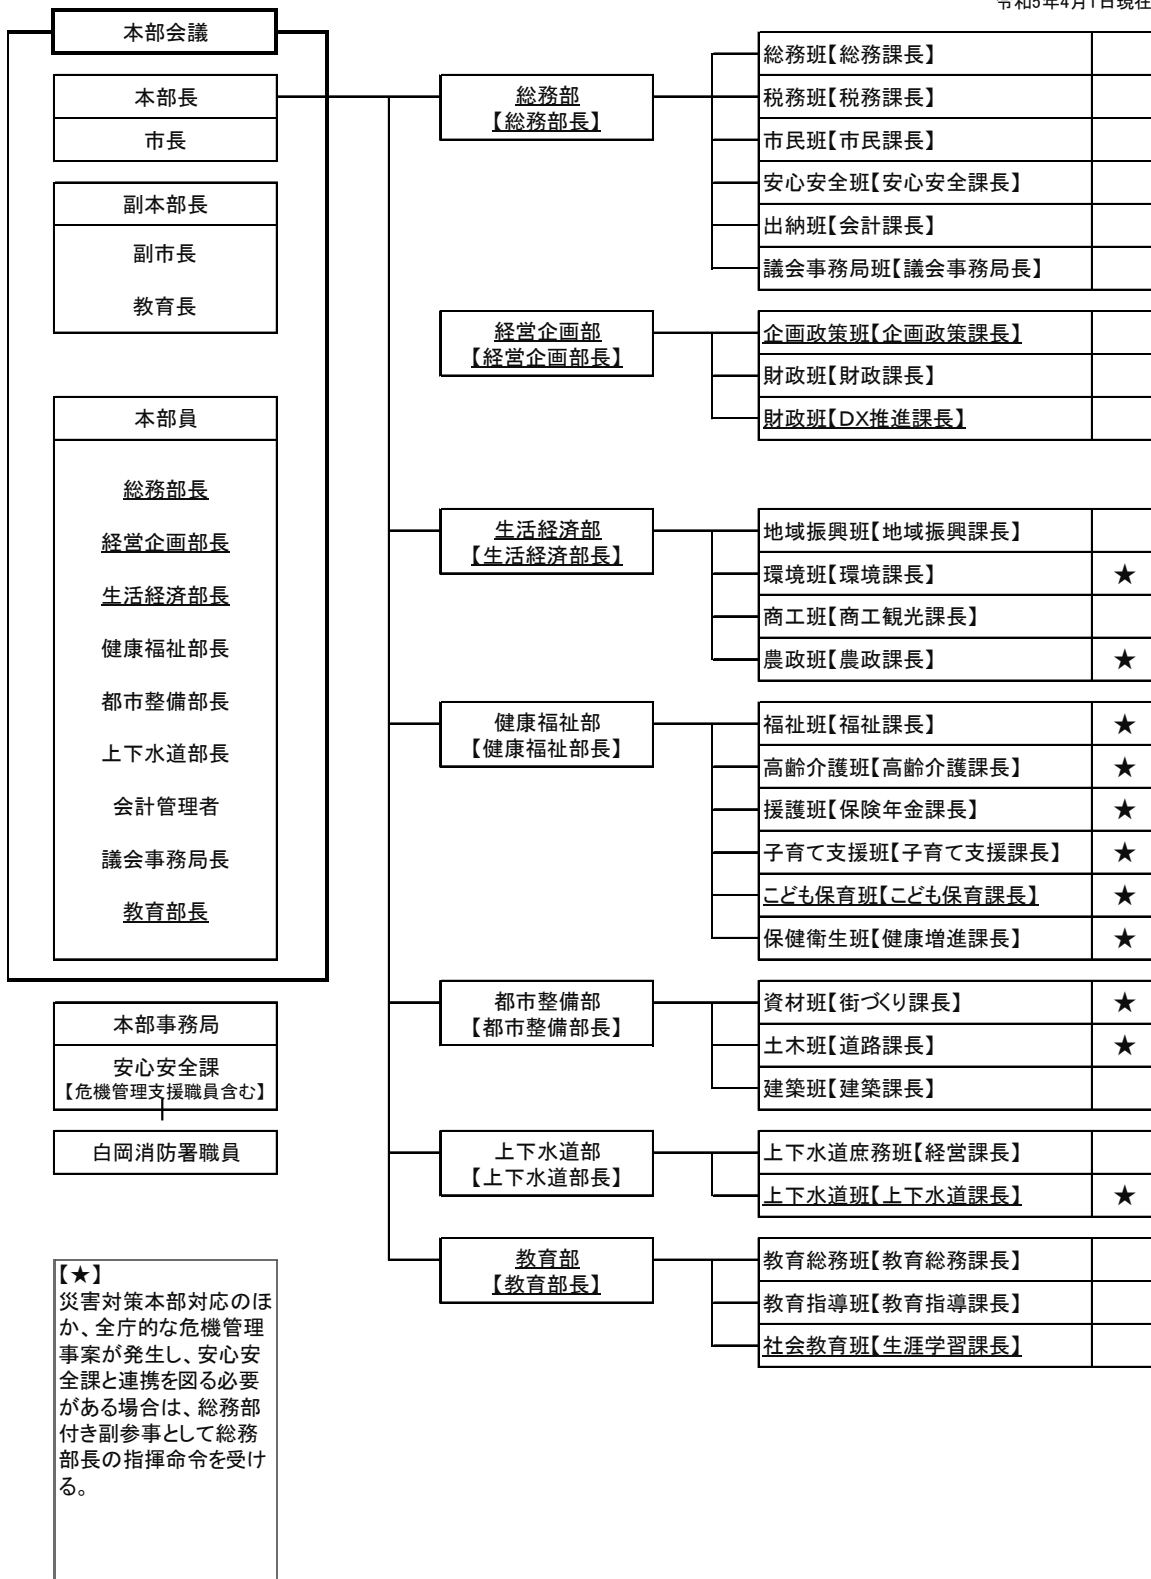 令和5年4月1日現在
本部会議
本部長
市長
副本部長
副市長
教育長
本部員
総務部長
経営企画部長
生活経済部長
健康福祉部長
都市整備部長
上下水道部長
会計管理者
議会事務局長
教育部長
本部事務局
安心安全課
【危機管理支援職員含む】
白岡消防署職員
【★】
災害対策本部対応のほ
か、全庁的な危機管理
事案が発生し、安心安
全課と連携を図る必要
がある場合は、総務部
付き副参事として総務
部長の指揮命令を受け
る。
総務部
【総務部長】
総務班【総務課長】
税務班【税務課長】
市民班【市民課長】
安心安全班【安心安全課長】
出納班【会計課長】
議会事務局班【議会事務局長】
経営企画部
【経営企画部長】
企画政策班【企画政策課長】
財政班【財政課長】
財政班【DX推進課長】
生活経済部
【生活経済部長】
地域振興班【地域振興課長】
環境班【環境課長】 ★
商工班【商工観光課長】
農政班【農政課長】 ★
健康福祉部
【健康福祉部長】
福祉班【福祉課長】 ★
高齢介護班【高齢介護課長】 ★
援護班【保険年金課長】 ★
子育て支援班【子育て支援課長】 ★
こども保育班【こども保育課長】 ★
保健衛生班【健康増進課長】 ★
都市整備部
【都市整備部長】
資材班【街づくり課長】 ★
土木班【道路課長】 ★
建築班【建築課長】
上下水道部
【上下水道部長】
上下水道庶務班【経営課長】
上下水道班【上下水道課長】 ★
教育部
【教育部長】
教育総務班【教育総務課長】
教育指導班【教育指導課長】
社会教育班【生涯学習課長】